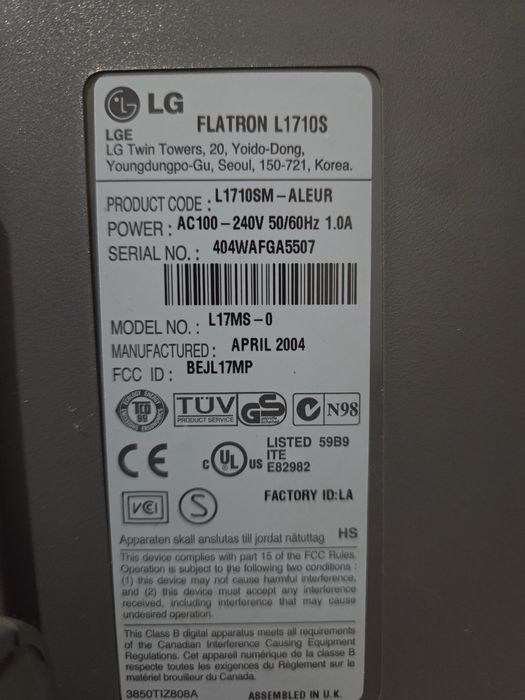 LG
FLATRON L1710S
LGE
LG Twin Towers, 20, Yoido-Dong,
Youngdungpo-Gu, Seoul, 150-721, Korea.
PRODUCT CODE : L1710SM-ALEUR
POWER : AC100-240V 50/60Hz 1.0A
SERIAL NO. : 404WAFGA5507
MODEL NO. : L17MS-0
MANUFACTURED : APRIL 2004
FCC ID : BEJL17MP
TCO 99
TÜV PRODUCT SERVICE GS N98
CE C UL US LISTED 59B9
ITE
E82982
VCI S FACTORY ID:LA
Apparaten skall anslutas till jordat nätuttag HS
This device complies with part 15 of the FCC Rules.
Operation is subject to the following two conditions :
(1) this device may not cause harmful interference,
and (2) this device must accept any interference
received, including interference that may cause
undesired operation.
This Class B digital apparatus meets all requirements
of the Canadian Interference Causing Equipment
Regulations. Cet appareil numérique de la classe B
respecte toutes les exigences du Règlement sur le
matériel brouilleur du Canada.
3850TIZ808A ASSEMBLED IN U.K.